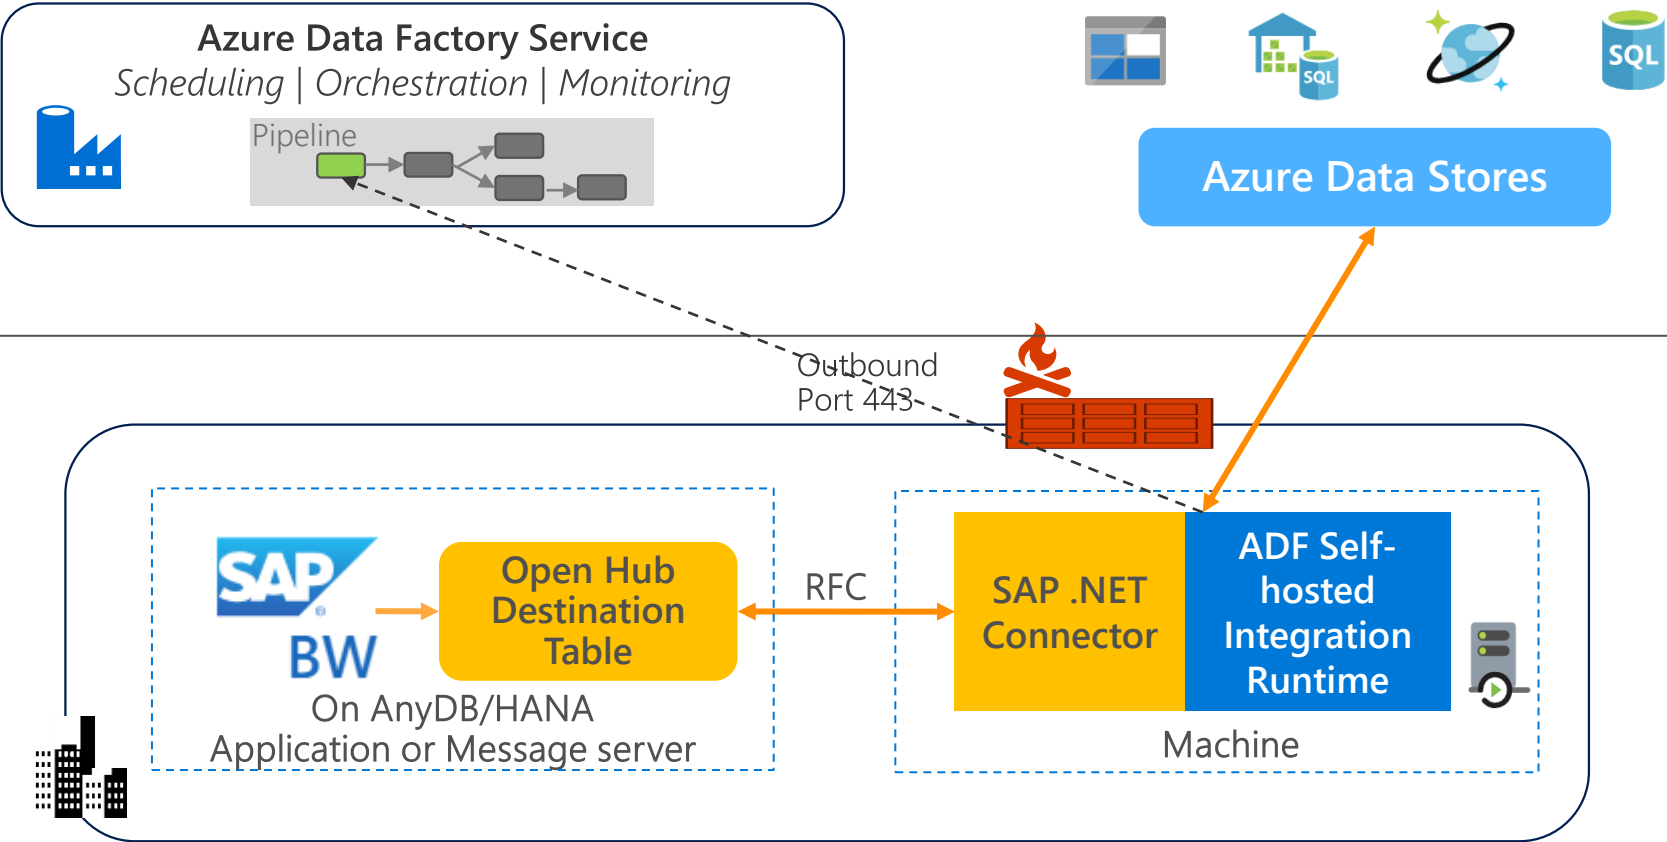 Azure Data Factory Service
Scheduling | Orchestration | Monitoring
Pipeline
SQL
SQL
Azure Data Stores
Outbound
Port 443
SAP
®
BW
Open Hub
Destination
Table
On AnyDB/HANA
Application or Message server
RFC
SAP .NET
Connector
ADF Self-
hosted
Integration
Runtime
Machine